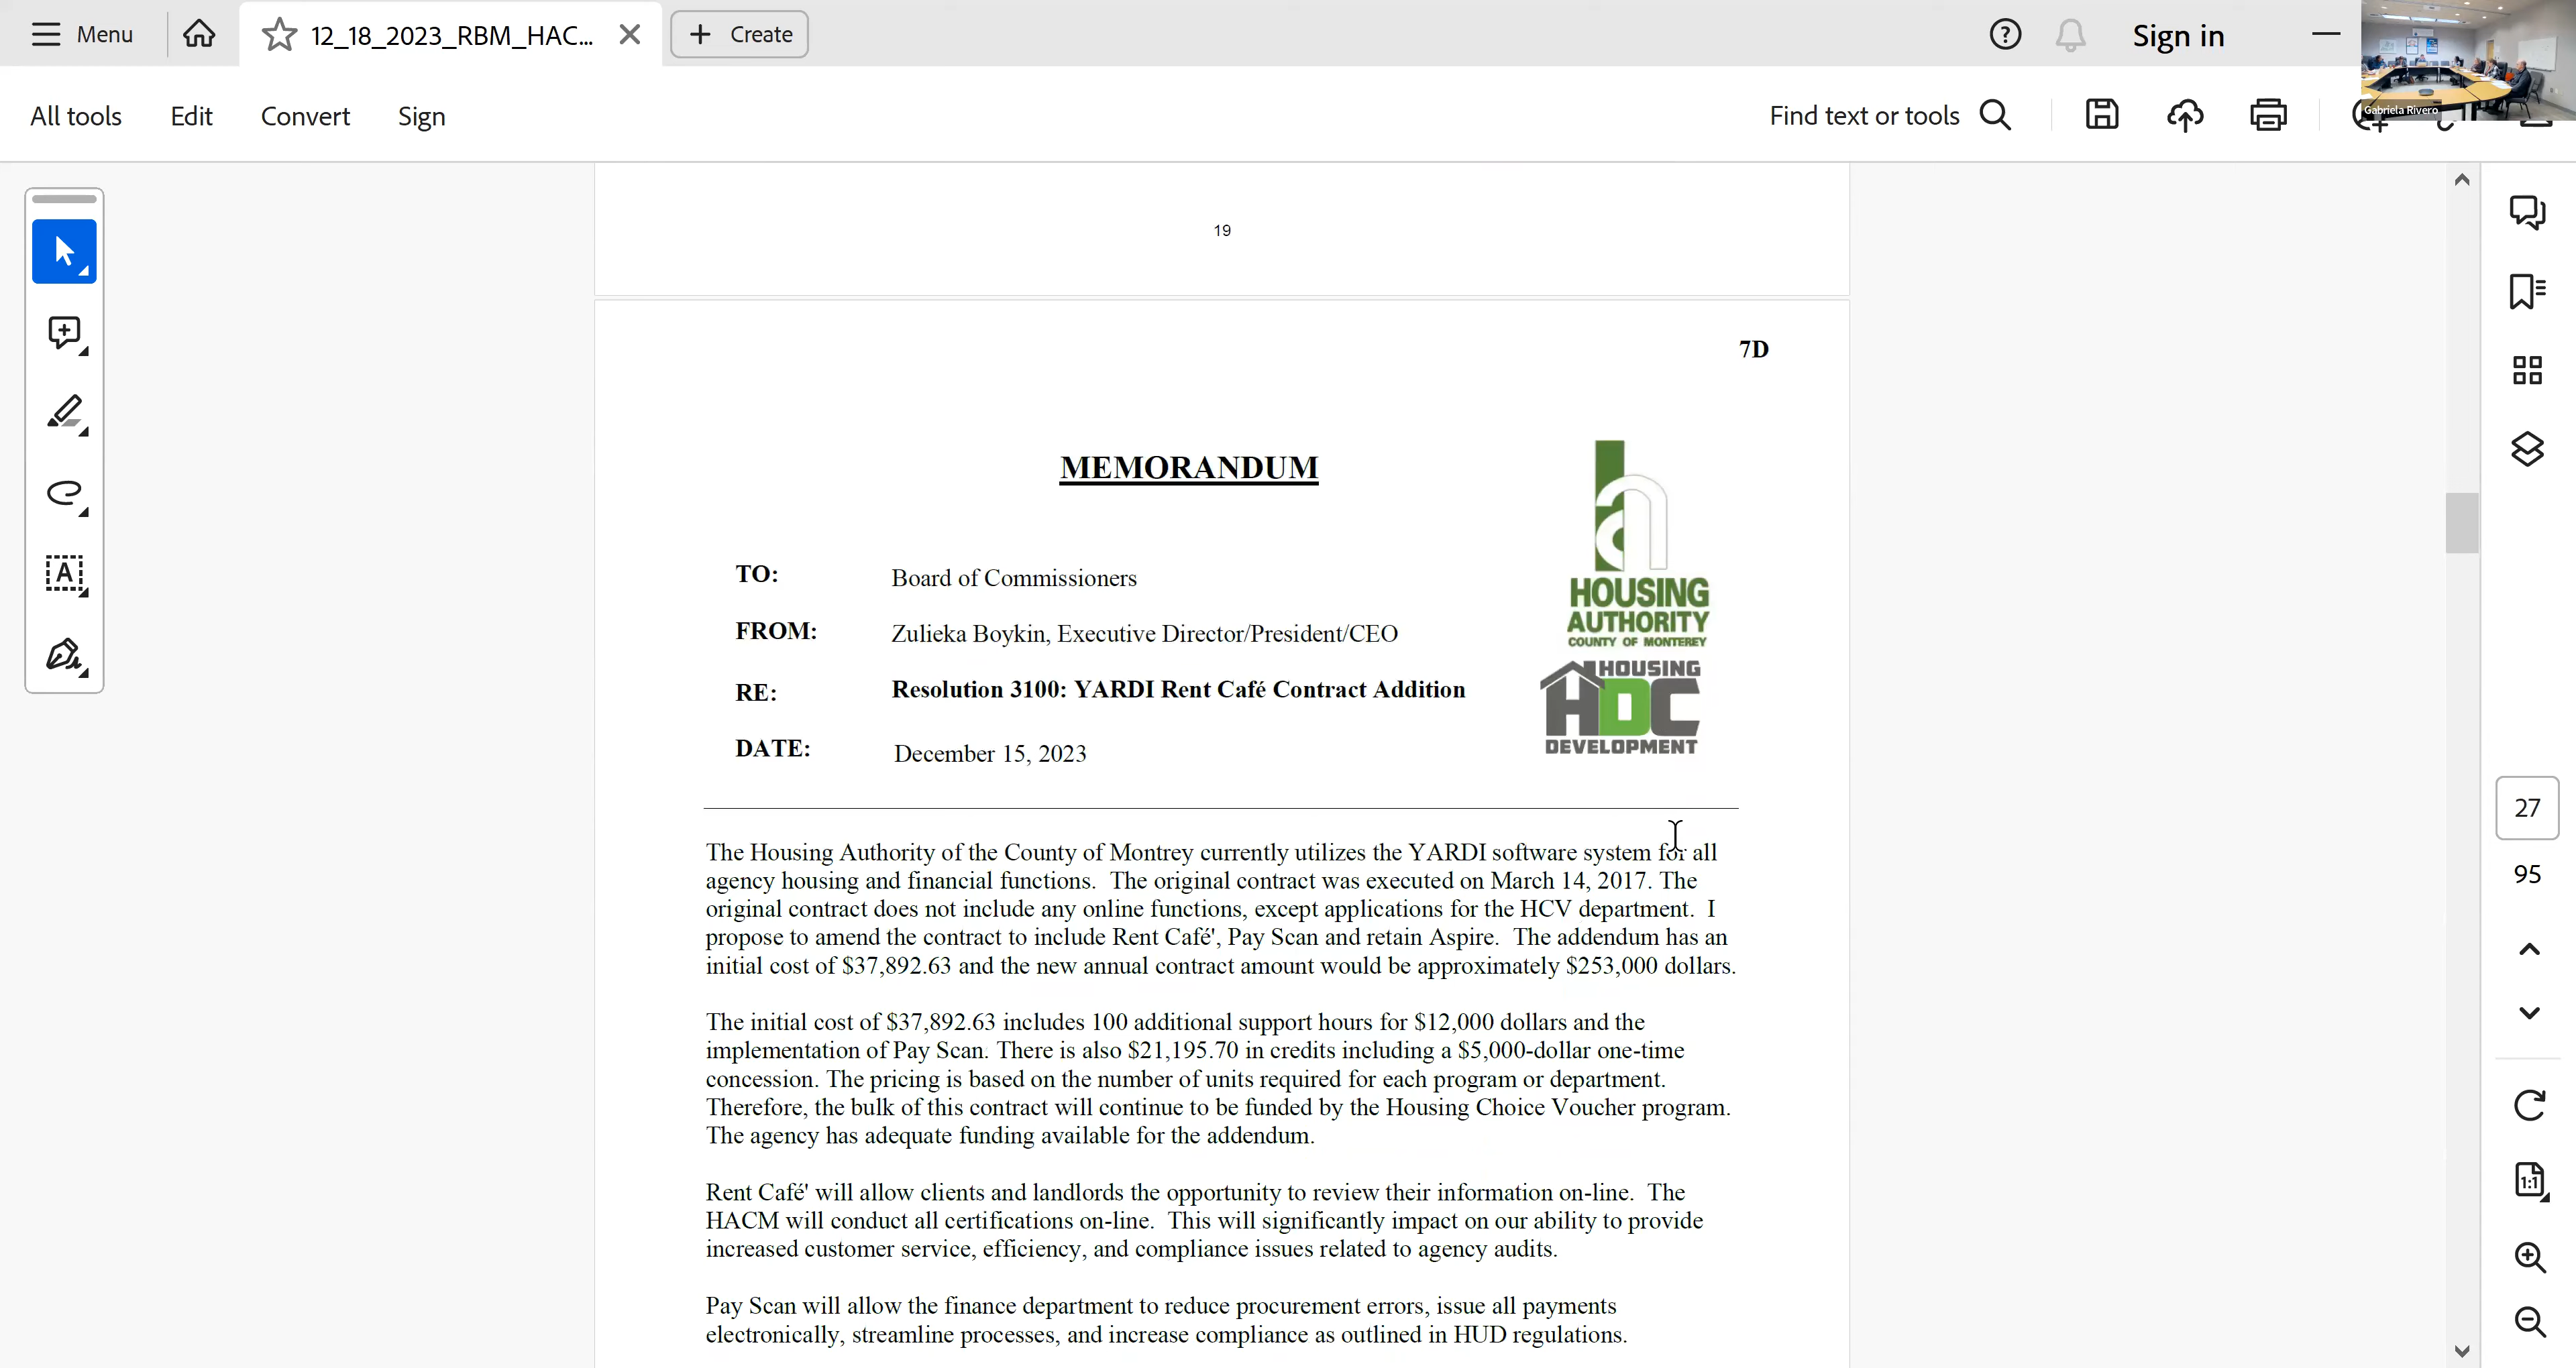 Menu
12_18_2023_RBM_HAC...
Create
Sign in
All tools
Edit
Convert
Sign
Find text or tools
Gabriela Rivero
19
7D
MEMORANDUM
TO: Board of Commissioners
FROM: Zulieka Boykin, Executive Director/President/CEO
RE: Resolution 3100: YARDI Rent Café Contract Addition
DATE: December 15, 2023
ha
HOUSING
AUTHORITY
COUNTY OF MONTEREY
HOUSING
HDC
DEVELOPMENT
The Housing Authority of the County of Montrey currently utilizes the YARDI software system for all
agency housing and financial functions. The original contract was executed on March 14, 2017. The
original contract does not include any online functions, except applications for the HCV department. I
propose to amend the contract to include Rent Café', Pay Scan and retain Aspire. The addendum has an
initial cost of $37,892.63 and the new annual contract amount would be approximately $253,000 dollars.
The initial cost of $37,892.63 includes 100 additional support hours for $12,000 dollars and the
implementation of Pay Scan. There is also $21,195.70 in credits including a $5,000-dollar one-time
concession. The pricing is based on the number of units required for each program or department.
Therefore, the bulk of this contract will continue to be funded by the Housing Choice Voucher program.
The agency has adequate funding available for the addendum.
Rent Café' will allow clients and landlords the opportunity to review their information on-line. The
HACM will conduct all certifications on-line. This will significantly impact on our ability to provide
increased customer service, efficiency, and compliance issues related to agency audits.
Pay Scan will allow the finance department to reduce procurement errors, issue all payments
electronically, streamline processes, and increase compliance as outlined in HUD regulations.
27
95
1:1